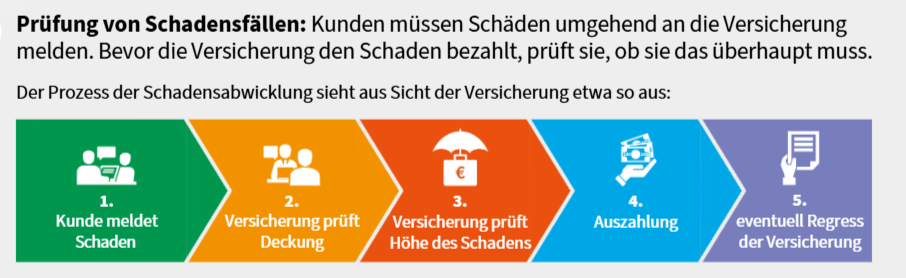 Prüfung von Schadensfällen: Kunden müssen Schäden umgehend an die Versicherung
melden. Bevor die Versicherung den Schaden bezahlt, prüft sie, ob sie das überhaupt muss.
Der Prozess der Schadensabwicklung sieht aus Sicht der Versicherung etwa so aus:
1.
Kunde meldet
Schaden
2.
Versicherung prüft
Deckung
€
3.
Versicherung prüft
Höhe des Schadens
4.
Auszahlung
5.
eventuell Regress
der Versicherung